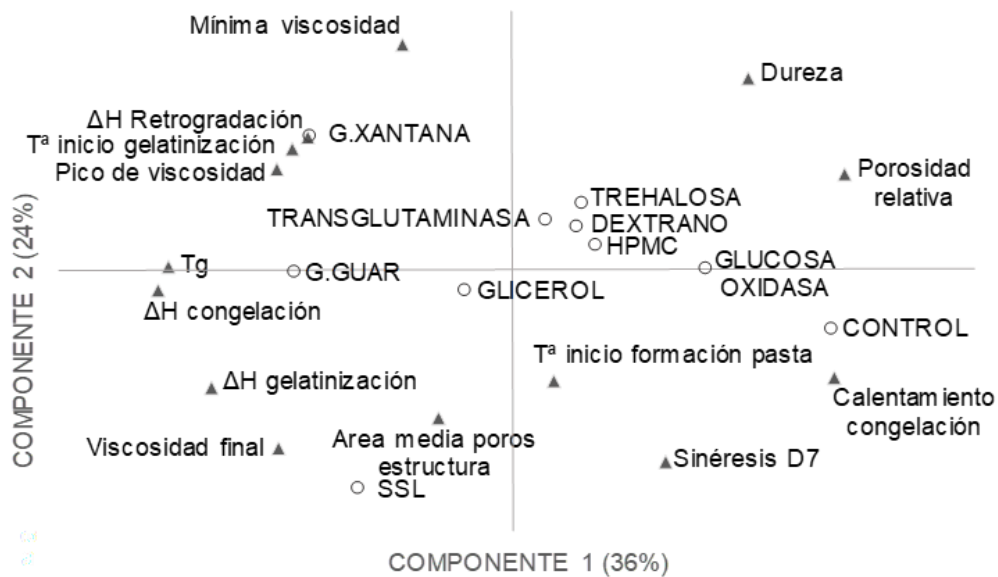 Mínima viscosidad
Dureza
ΔH Retrogradación
G.XANTANA
Tª inicio gelatinización
Pico de viscosidad
Porosidad
relativa
TREHALOSA
TRANSGLUTAMINASA
DEXTRANO
HPMC
Tg
G.GUAR
GLUCOSA
OXIDASA
GLICEROL
ΔH congelación
CONTROL
Tª inicio formación pasta
ΔH gelatinización
Calentamiento
congelación
Area media poros
estructura
Viscosidad final
Sinéresis D7
SSL
COMPONENTE 2 (24%)
COMPONENTE 1 (36%)